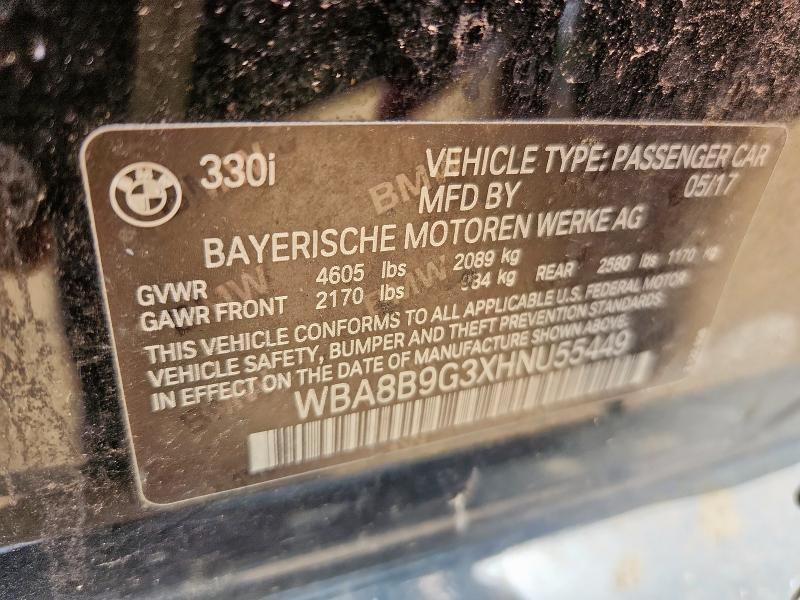 330i
VEHICLE TYPE: PASSENGER CAR
MFD BY 05/17
BAYERISCHE MOTOREN WERKE AG
GVWR 4605 lbs 2089 kg
GAWR FRONT 2170 lbs 984 kg REAR 2580 lbs 1170 kg
THIS VEHICLE CONFORMS TO ALL APPLICABLE U.S. FEDERAL MOTOR
VEHICLE SAFETY, BUMPER AND THEFT PREVENTION STANDARDS
IN EFFECT ON THE DATE OF MANUFACTURE SHOWN ABOVE.
WBA8B9G3XHNU55449